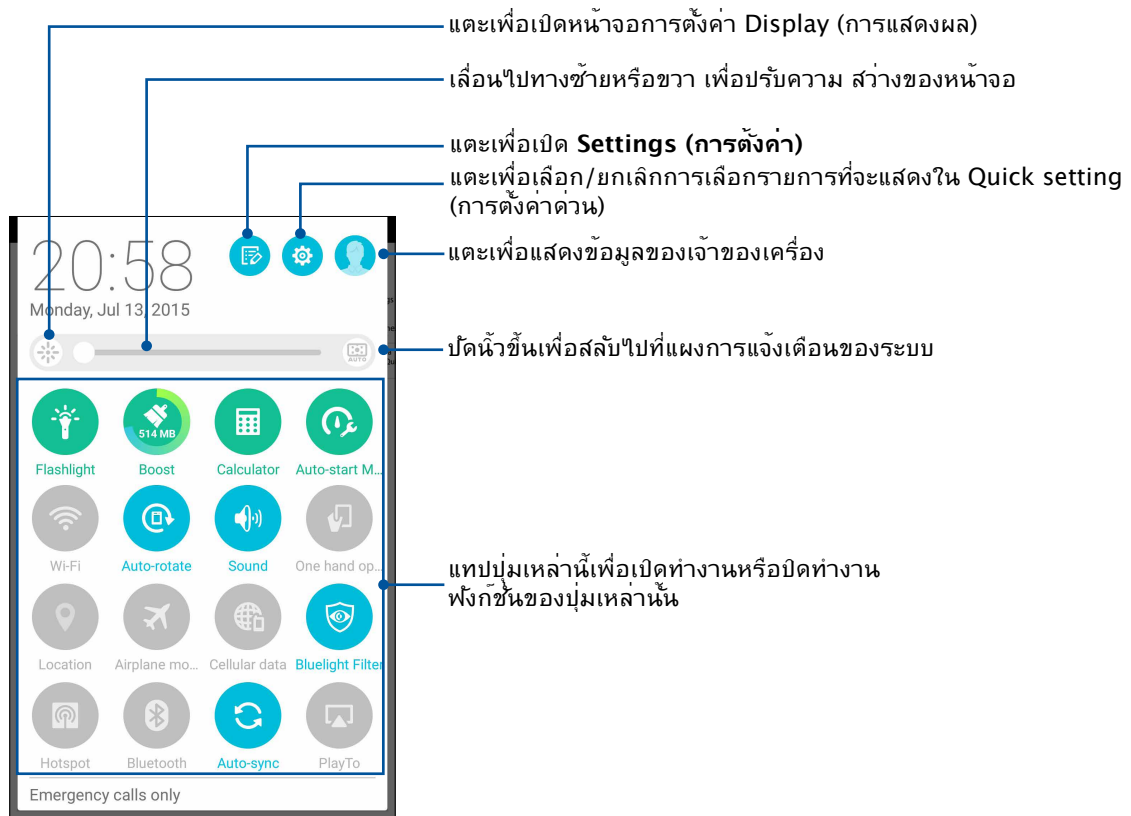 แตะเพื่อเปิดหน้าจอการตั้งค่า Display (การแสดงผล)
เลื่อนไปทางซ้ายหรือขวา เพื่อปรับความ สว่างของหน้าจอ
แตะเพื่อเปิด Settings (การตั้งค่า)
แตะเพื่อเลือก/ยกเลิกการเลือกรายการที่จะแสดงใน Quick setting
(การตั้งค่าด่วน)
แตะเพื่อแสดงข้อมูลของเจ้าของเครื่อง
ปัดนิ้วขึ้นเพื่อสลับไปที่แผงการแจ้งเตือนของระบบ
แทปปุ่มเหล่านี้เพื่อเปิดทำงานหรือปิดทำงาน
ฟังก์ชั่นของปุ่มเหล่านั้น
20:58
Monday, Jul 13, 2015
AUTO
514 MB
Flashlight Boost Calculator Auto-start M...
Wi-Fi Auto-rotate Sound One hand op...
Location Airplane mo... Cellular data Bluelight Filter
Hotspot Bluetooth Auto-sync PlayTo
Emergency calls only